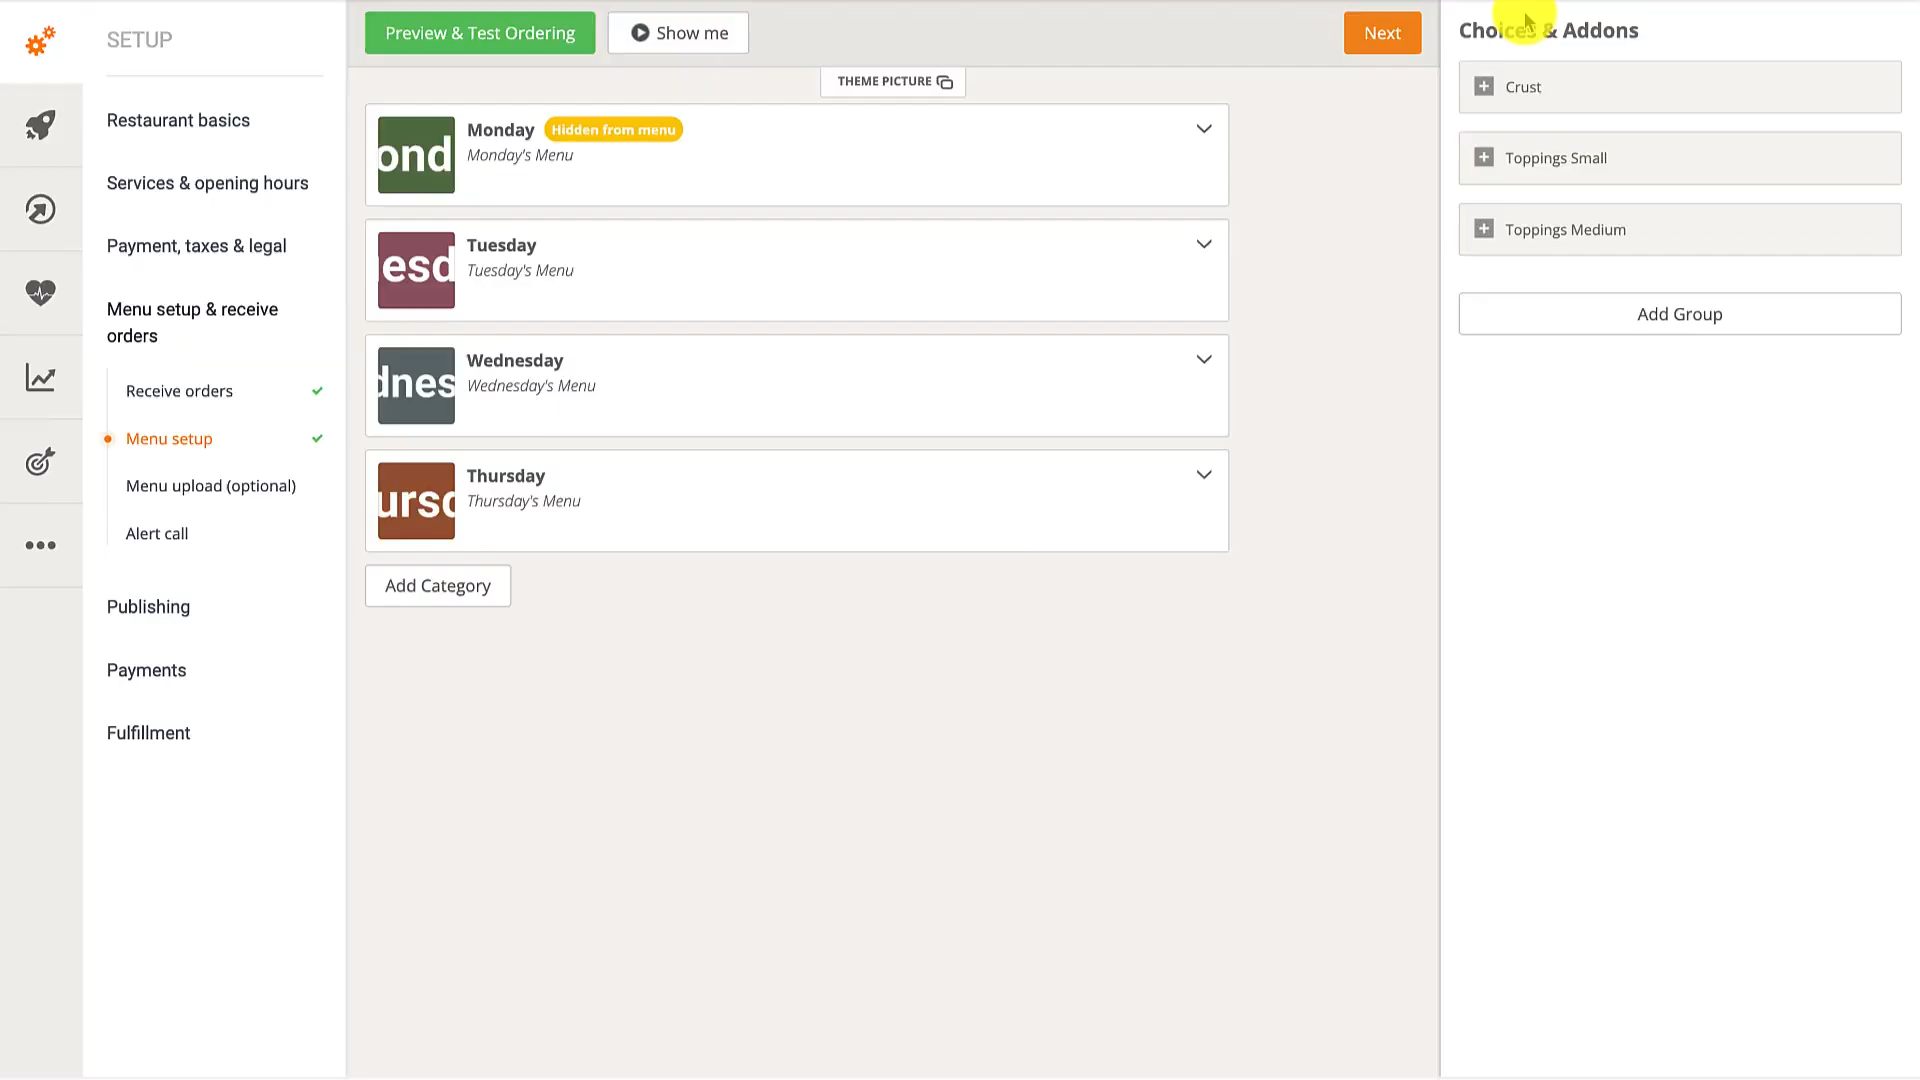 SETUP
Restaurant basics
Services & opening hours
Payment, taxes & legal
Menu setup & receive
orders
Receive orders
Menu setup
Menu upload (optional)
Alert call
Publishing
Payments
Fulfillment
Preview & Test Ordering
Show me
Next
THEME PICTURE
ond
Monday
Hidden from menu
Monday's Menu
esd
Tuesday
Tuesday's Menu
dnes
Wednesday
Wednesday's Menu
ursd
Thursday
Thursday's Menu
Add Category
Choices & Addons
Crust
Toppings Small
Toppings Medium
Add Group